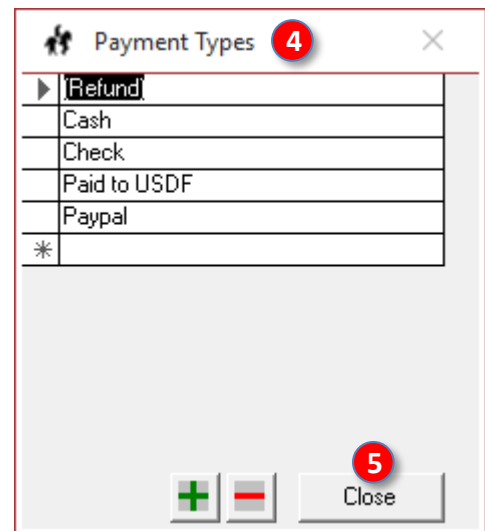 Payment Types 4
(Refund)
Cash
Check
Paid to USDF
Paypal
5
Close